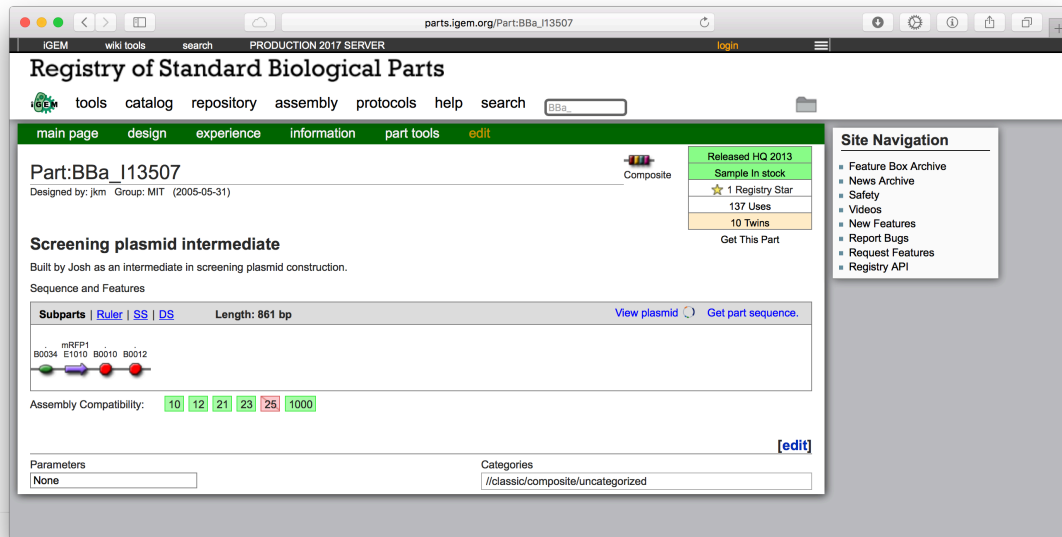 parts.igem.org/Part:BBa_I13507
iGEM wiki tools search PRODUCTION 2017 SERVER login
Registry of Standard Biological Parts
iGEM tools catalog repository assembly protocols help search BBa_
main page design experience information part tools edit
Part:BBa_I13507
Designed by: jkm Group: MIT (2005-05-31)
Composite
Released HQ 2013
Sample In stock
1 Registry Star
137 Uses
10 Twins
Get This Part
Screening plasmid intermediate
Built by Josh as an intermediate in screening plasmid construction.
Sequence and Features
Subparts | Ruler | SS | DS Length: 861 bp View plasmid Get part sequence.
mRFP1
B0034 E1010 B0010 B0012
Assembly Compatibility: 10 12 21 23 25 1000
[edit]
Parameters
None
Categories
//classic/composite/uncategorized
Site Navigation
Feature Box Archive
News Archive
Safety
Videos
New Features
Report Bugs
Request Features
Registry API